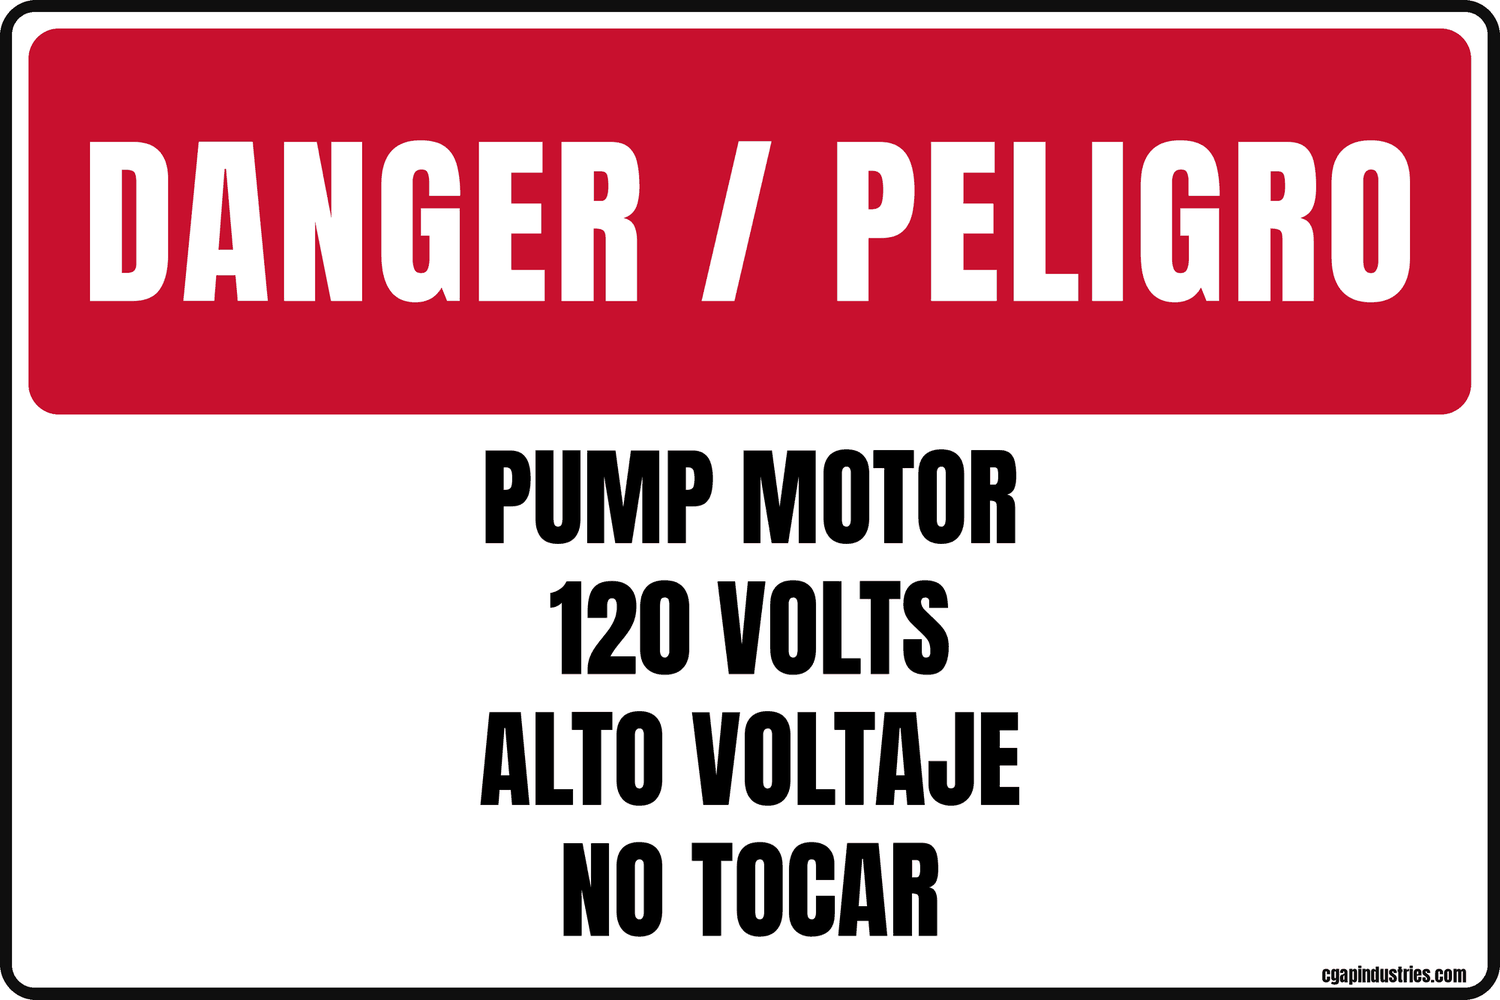 DANGER / PELIGRO
PUMP MOTOR
120 VOLTS
ALTO VOLTAJE
NO TOCAR
cgapindustries.com